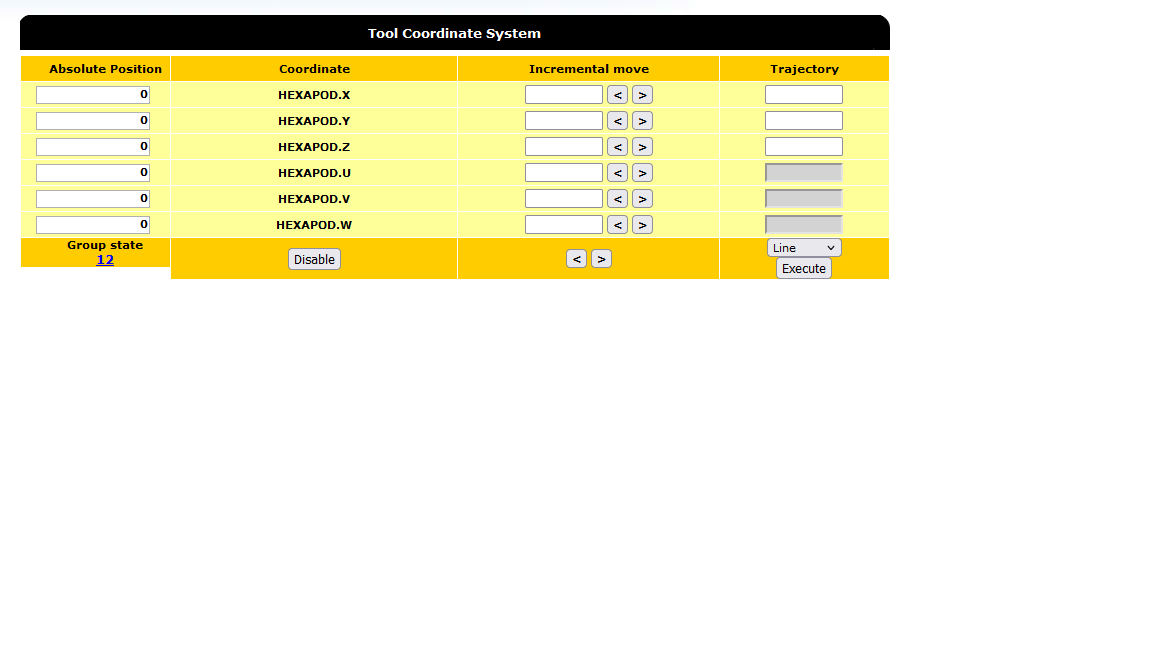 Tool Coordinate System
Absolute Position Coordinate Incremental move Trajectory
0 HEXAPOD.X < >
0 HEXAPOD.Y < >
0 HEXAPOD.Z < >
0 HEXAPOD.U < >
0 HEXAPOD.V < >
0 HEXAPOD.W < >
Group state
12
Disable
< >
Line
Execute